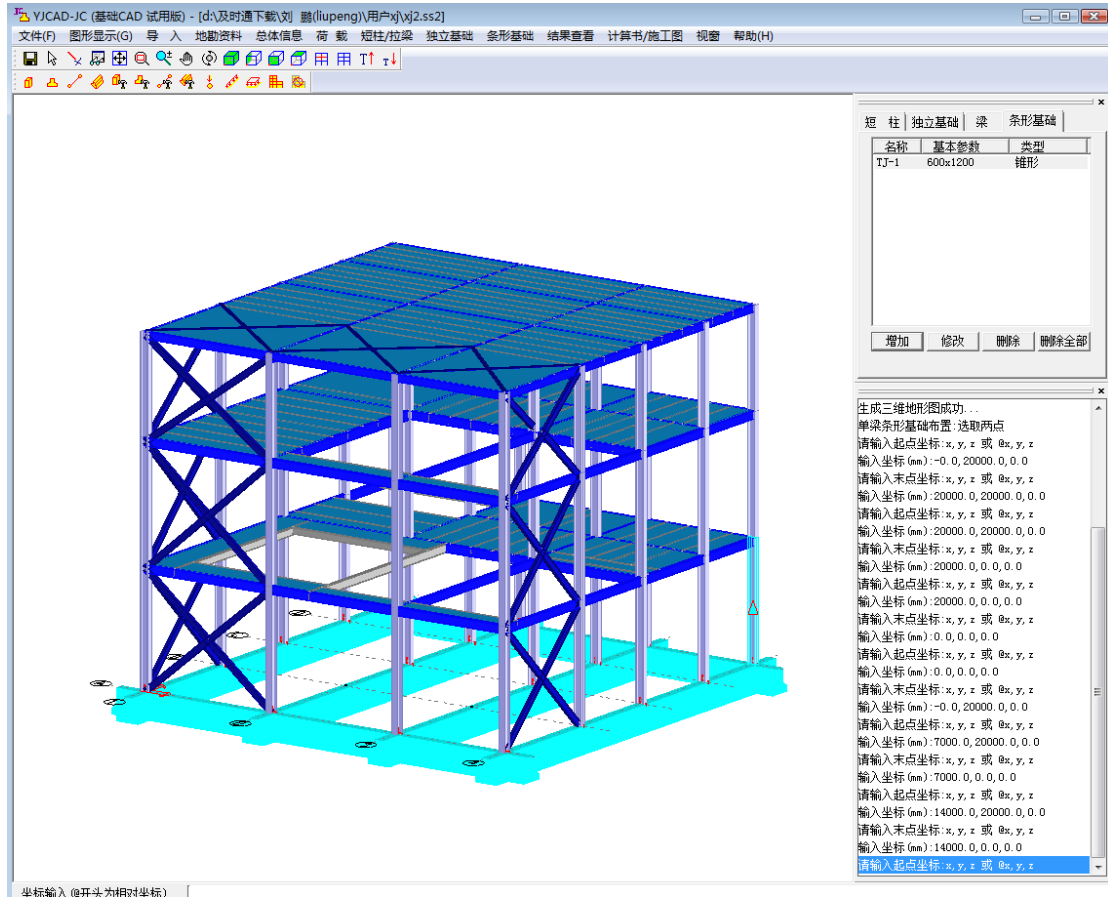 YJCAD-JC (基础CAD 试用版) - [d:\及时通下载\刘 鹏(liupeng)\用户xj\xj2.ss2]
文件(F) 图形显示(G) 导 入 地勘资料 总体信息 荷 载 短柱/拉梁 独立基础 条形基础 结果查看 计算书/施工图 视窗 帮助(H)
短 柱 独立基础 梁 条形基础
名称 基本参数 类型
TJ-1 600x1200 锥形
增加 修改 删除 删除全部
生成三维地形图成功...
单梁条形基础布置:选取两点
请输入起点坐标:x,y,z 或 @x,y,z
输入坐标(mm):-0.0,20000.0,0.0
请输入末点坐标:x,y,z 或 @x,y,z
输入坐标(mm):20000.0,20000.0,0.0
请输入起点坐标:x,y,z 或 @x,y,z
输入坐标(mm):20000.0,20000.0,0.0
请输入末点坐标:x,y,z 或 @x,y,z
输入坐标(mm):20000.0,0.0,0.0
请输入起点坐标:x,y,z 或 @x,y,z
输入坐标(mm):20000.0,0.0,0.0
请输入末点坐标:x,y,z 或 @x,y,z
输入坐标(mm):0.0,0.0,0.0
请输入起点坐标:x,y,z 或 @x,y,z
输入坐标(mm):0.0,0.0,0.0
请输入末点坐标:x,y,z 或 @x,y,z
输入坐标(mm):-0.0,20000.0,0.0
请输入起点坐标:x,y,z 或 @x,y,z
输入坐标(mm):7000.0,20000.0,0.0
请输入末点坐标:x,y,z 或 @x,y,z
输入坐标(mm):7000.0,0.0,0.0
请输入起点坐标:x,y,z 或 @x,y,z
输入坐标(mm):14000.0,20000.0,0.0
请输入末点坐标:x,y,z 或 @x,y,z
输入坐标(mm):14000.0,0.0,0.0
请输入起点坐标:x,y,z 或 @x,y,z
坐标输入(@开头为相对坐标)